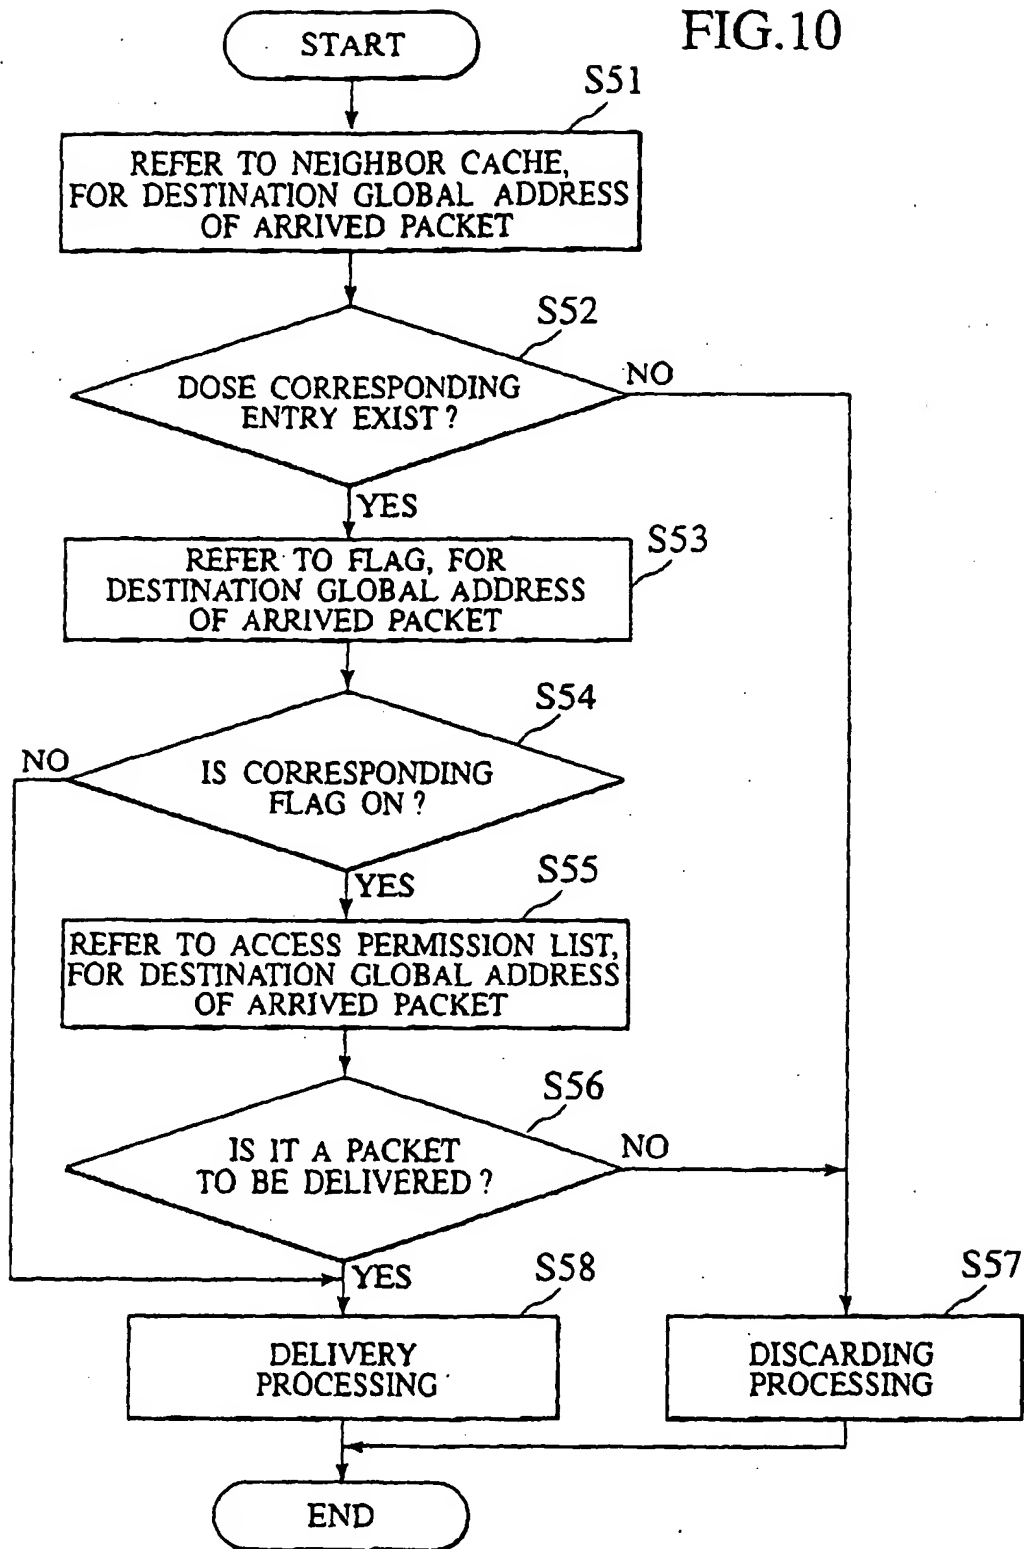 FIG.10
START
S51
REFER TO NEIGHBOR CACHE,
FOR DESTINATION GLOBAL ADDRESS
OF ARRIVED PACKET
S52
DOSE CORRESPONDING
ENTRY EXIST ?
NO
YES
S53
REFER TO FLAG, FOR
DESTINATION GLOBAL ADDRESS
OF ARRIVED PACKET
S54
NO
IS CORRESPONDING
FLAG ON ?
YES
S55
REFER TO ACCESS PERMISSION LIST,
FOR DESTINATION GLOBAL ADDRESS
OF ARRIVED PACKET
S56
IS IT A PACKET
TO BE DELIVERED ?
NO
YES
S58
DELIVERY
PROCESSING
S57
DISCARDING
PROCESSING
END